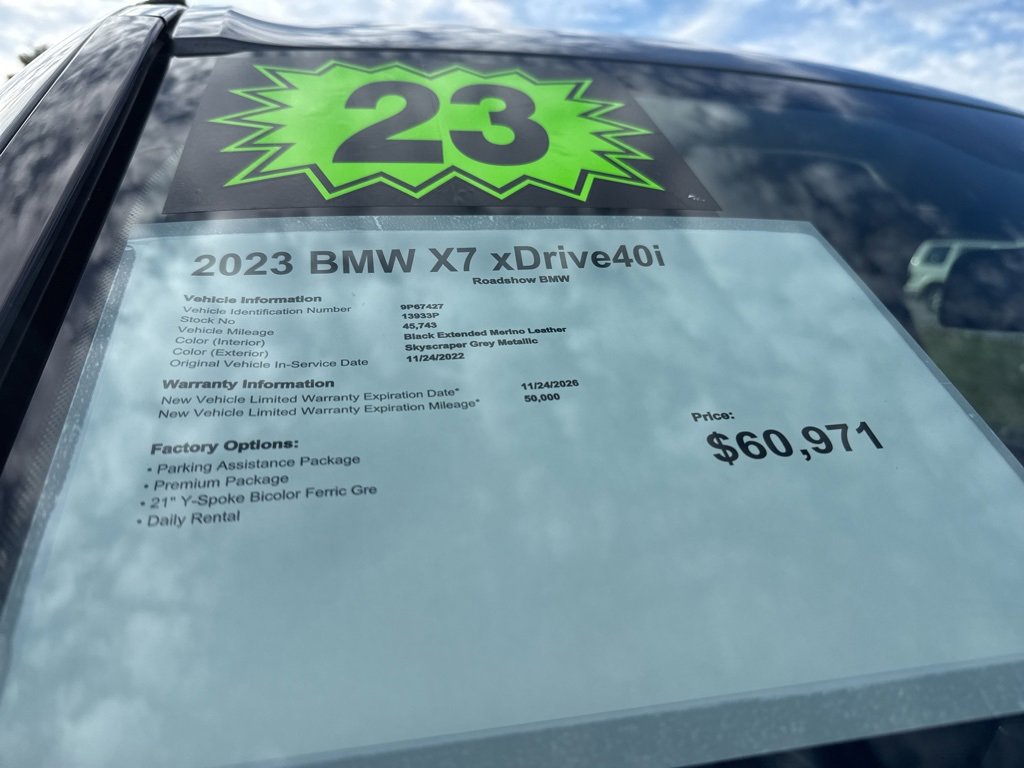 23
2023 BMW X7 xDrive40i
Roadshow BMW
Vehicle Information
Vehicle Identification Number 9P67427
Stock No 13933P
Vehicle Mileage 45,743
Color (Interior) Black Extended Merino Leather
Color (Exterior) Skyscraper Grey Metallic
Original Vehicle In-Service Date 11/24/2022
Warranty Information
New Vehicle Limited Warranty Expiration Date* 11/24/2026
New Vehicle Limited Warranty Expiration Mileage* 50,000
Price:
$60,971
Factory Options:
• Parking Assistance Package
• Premium Package
• 21" Y-Spoke Bicolor Ferric Gre
• Daily Rental